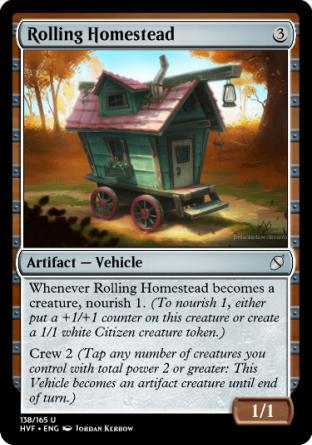 Rolling Homestead 3
Artifact — Vehicle
Whenever Rolling Homestead becomes a
creature, nourish 1. (To nourish 1, either
put a +1/+1 counter on this creature or create
a 1/1 white Citizen creature token.)
Crew 2 (Tap any number of creatures you
control with total power 2 or greater: This
Vehicle becomes an artifact creature until
end of turn.)
1/1
138/165 U
HVF • ENG Jordan Kerbow